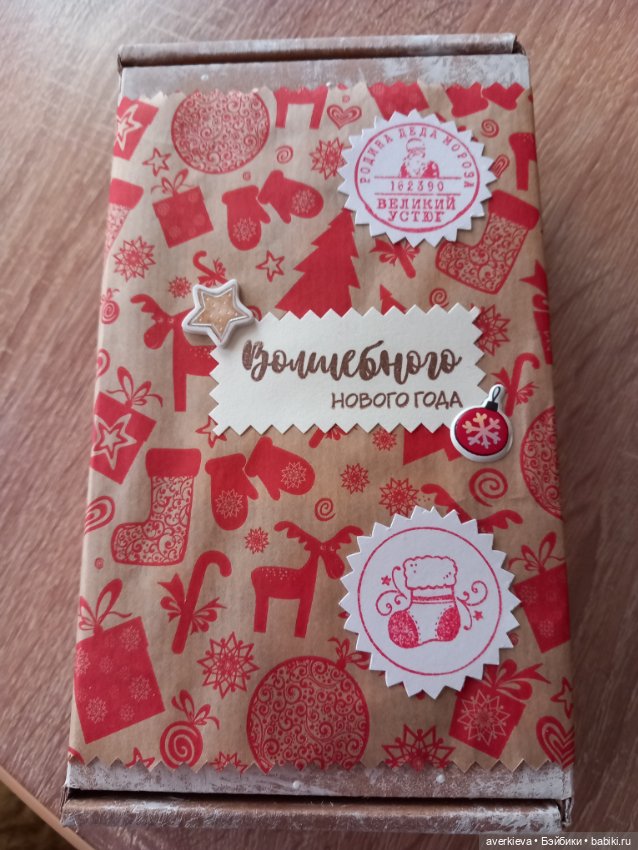 РОДИНА ДЕДА МОРОЗА
162390
ВЕЛИКИЙ
УСТЮГ
Волшебного
НОВОГО ГОДА
averkieva • Бэйбики • babiki.ru